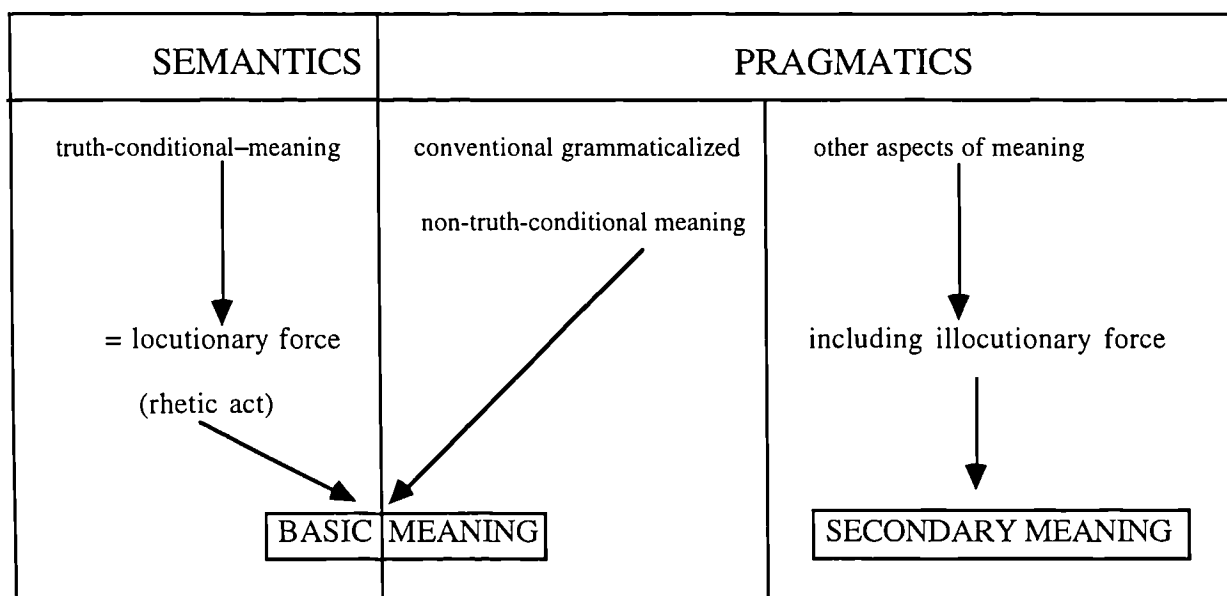 SEMANTICS
PRAGMATICS
truth-conditional–meaning
conventional grammaticalized
other aspects of meaning
non-truth-conditional meaning
= locutionary force
including illocutionary force
(rhetic act)
BASIC MEANING
SECONDARY MEANING